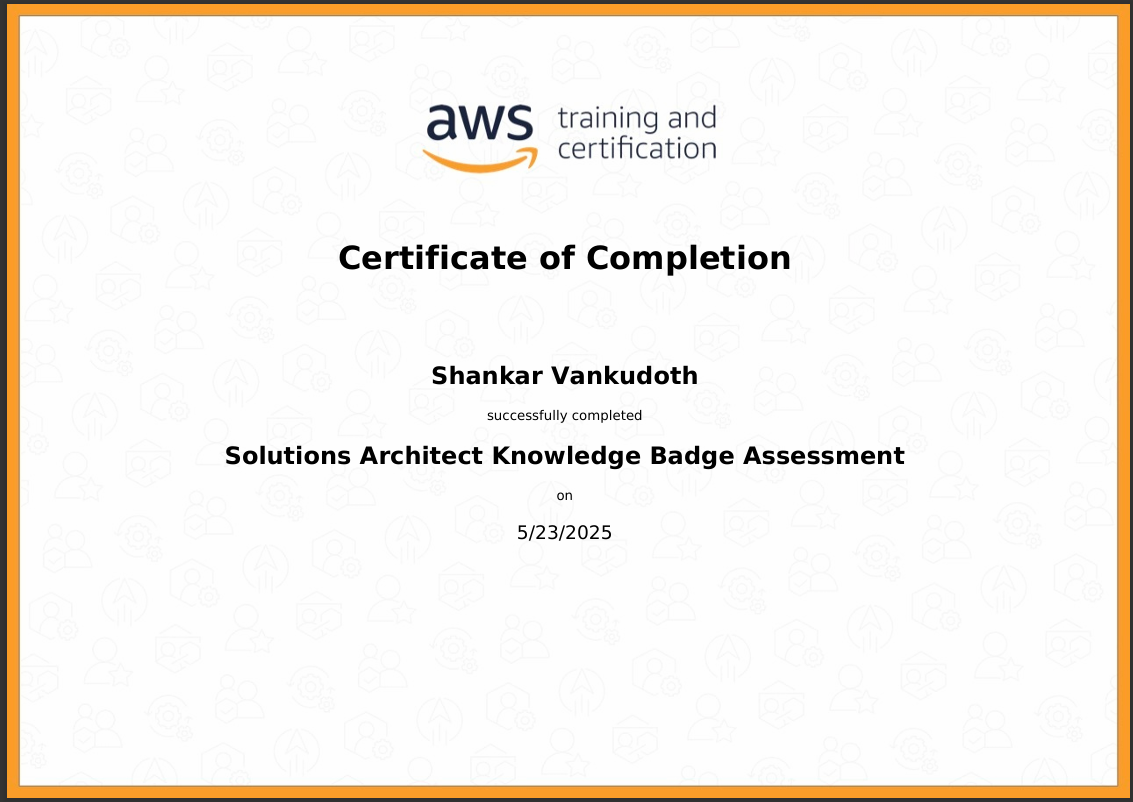 aws training and
certification
Certificate of Completion
Shankar Vankudoth
successfully completed
Solutions Architect Knowledge Badge Assessment
on
5/23/2025